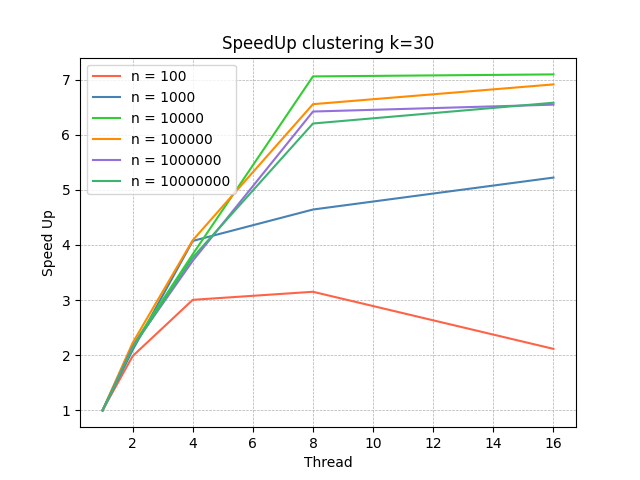 SpeedUp clustering k=30
n = 100
n = 1000
n = 10000
n = 100000
n = 1000000
n = 10000000
Speed Up
7
6
5
4
3
2
1
2 4 6 8 10 12 14 16
Thread